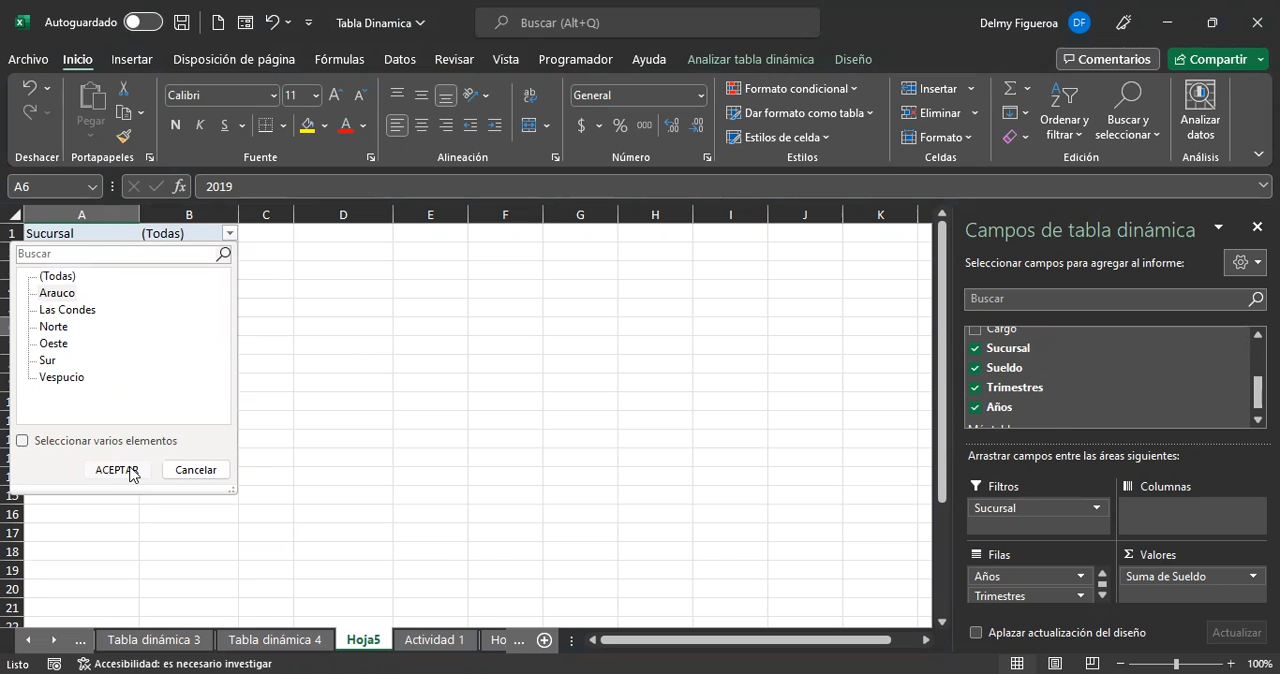 Autoguardado
Tabla Dinamica
Buscar (Alt+Q)
Delmy Figueroa DF
Archivo Inicio Insertar Disposición de página Fórmulas Datos Revisar Vista Programador Ayuda Analizar tabla dinámica Diseño Comentarios Compartir
Pegar
Calibri 11
N K S
General
$ % 000
Formato condicional
Dar formato como tabla
Estilos de celda
Insertar
Eliminar
Formato
Ordenar y filtrar
Buscar y seleccionar
Analizar datos
Deshacer Portapapeles Fuente Alineación Número Estilos Celdas Edición Análisis
A6 fx 2019
A B C D E F G H I J K
1 Sucursal (Todas)
Buscar
(Todas)
Arauco
Las Condes
Norte
Oeste
Sur
Vespucio
Seleccionar varios elementos
ACEPTAR Cancelar
16
17
18
19
20
21
Campos de tabla dinámica
Seleccionar campos para agregar al informe:
Buscar
Cargo
Sucursal
Sueldo
Trimestres
Años
Arrastrar campos entre las áreas siguientes:
Filtros
Sucursal
Columnas
Filas
Años
Trimestres
Σ Valores
Suma de Sueldo
Aplazar actualización del diseño Actualizar
... Tabla dinámica 3 Tabla dinámica 4 Hoja5 Actividad 1 Ho ...
Listo Accesibilidad: es necesario investigar 100%